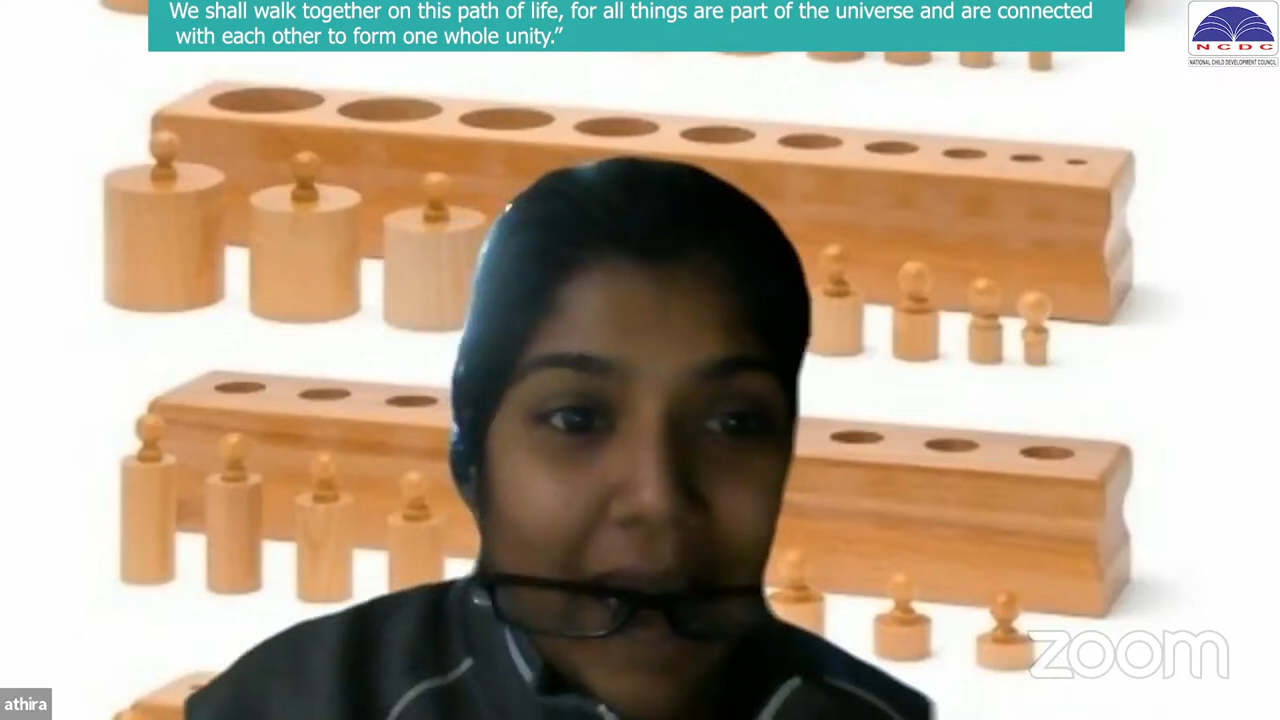 We shall walk together on this path of life, for all things are part of the universe and are connected
with each other to form one whole unity.”
NCDC
NATIONAL CHILD DEVELOPMENT COUNCIL
zoom
athira